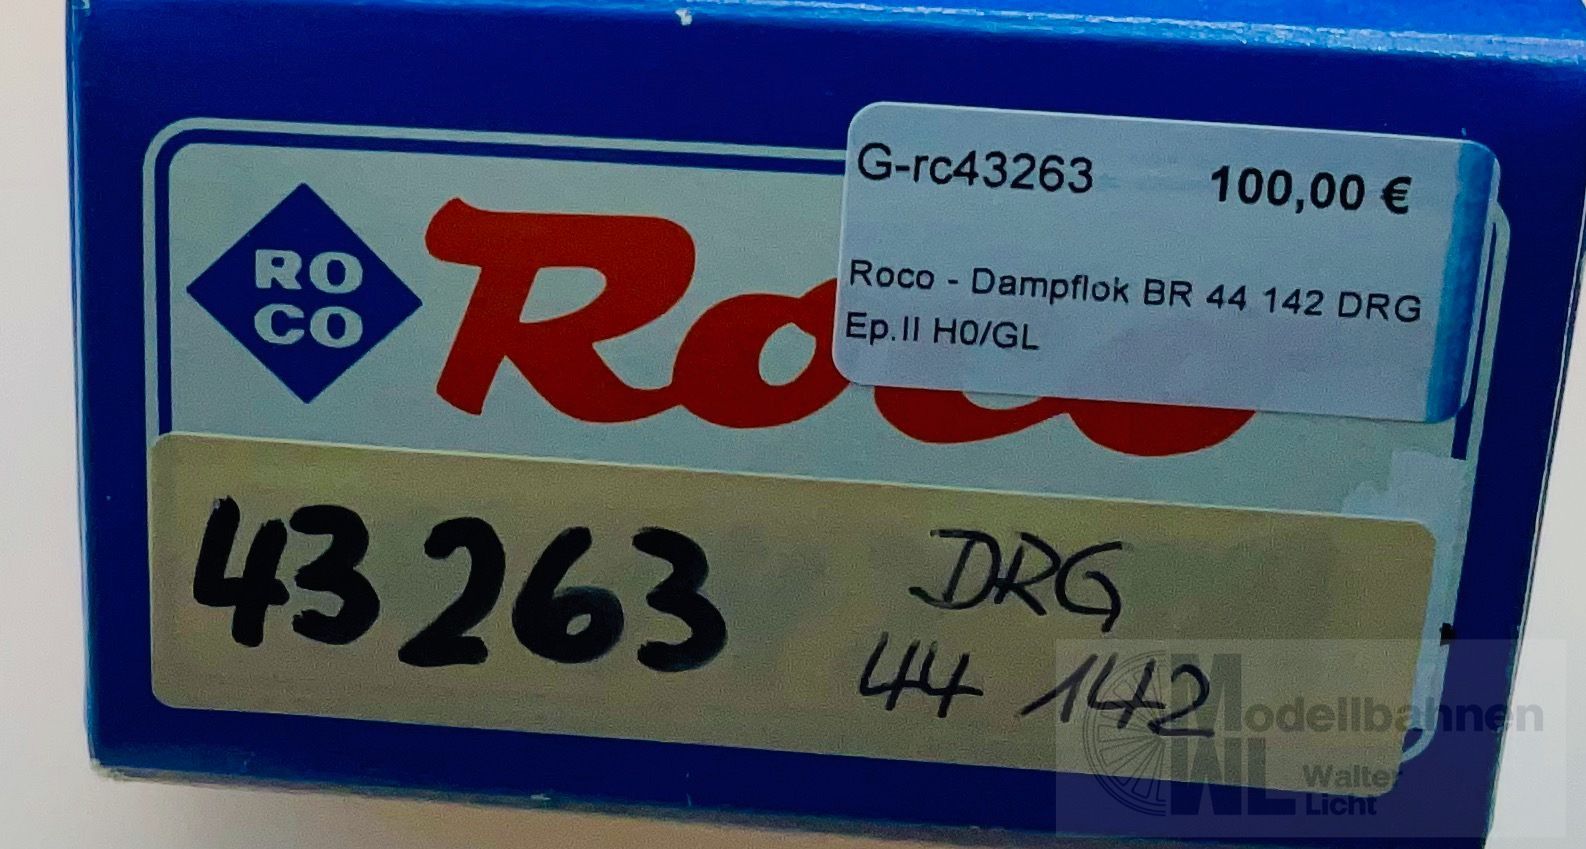 G-rc43263 100,00 €
Roco - Dampflok BR 44 142 DRG
Ep.II H0/GL
RO
CO
Roco
43263 DRG
44 142
Modellbahnen
WL Walter
Licht